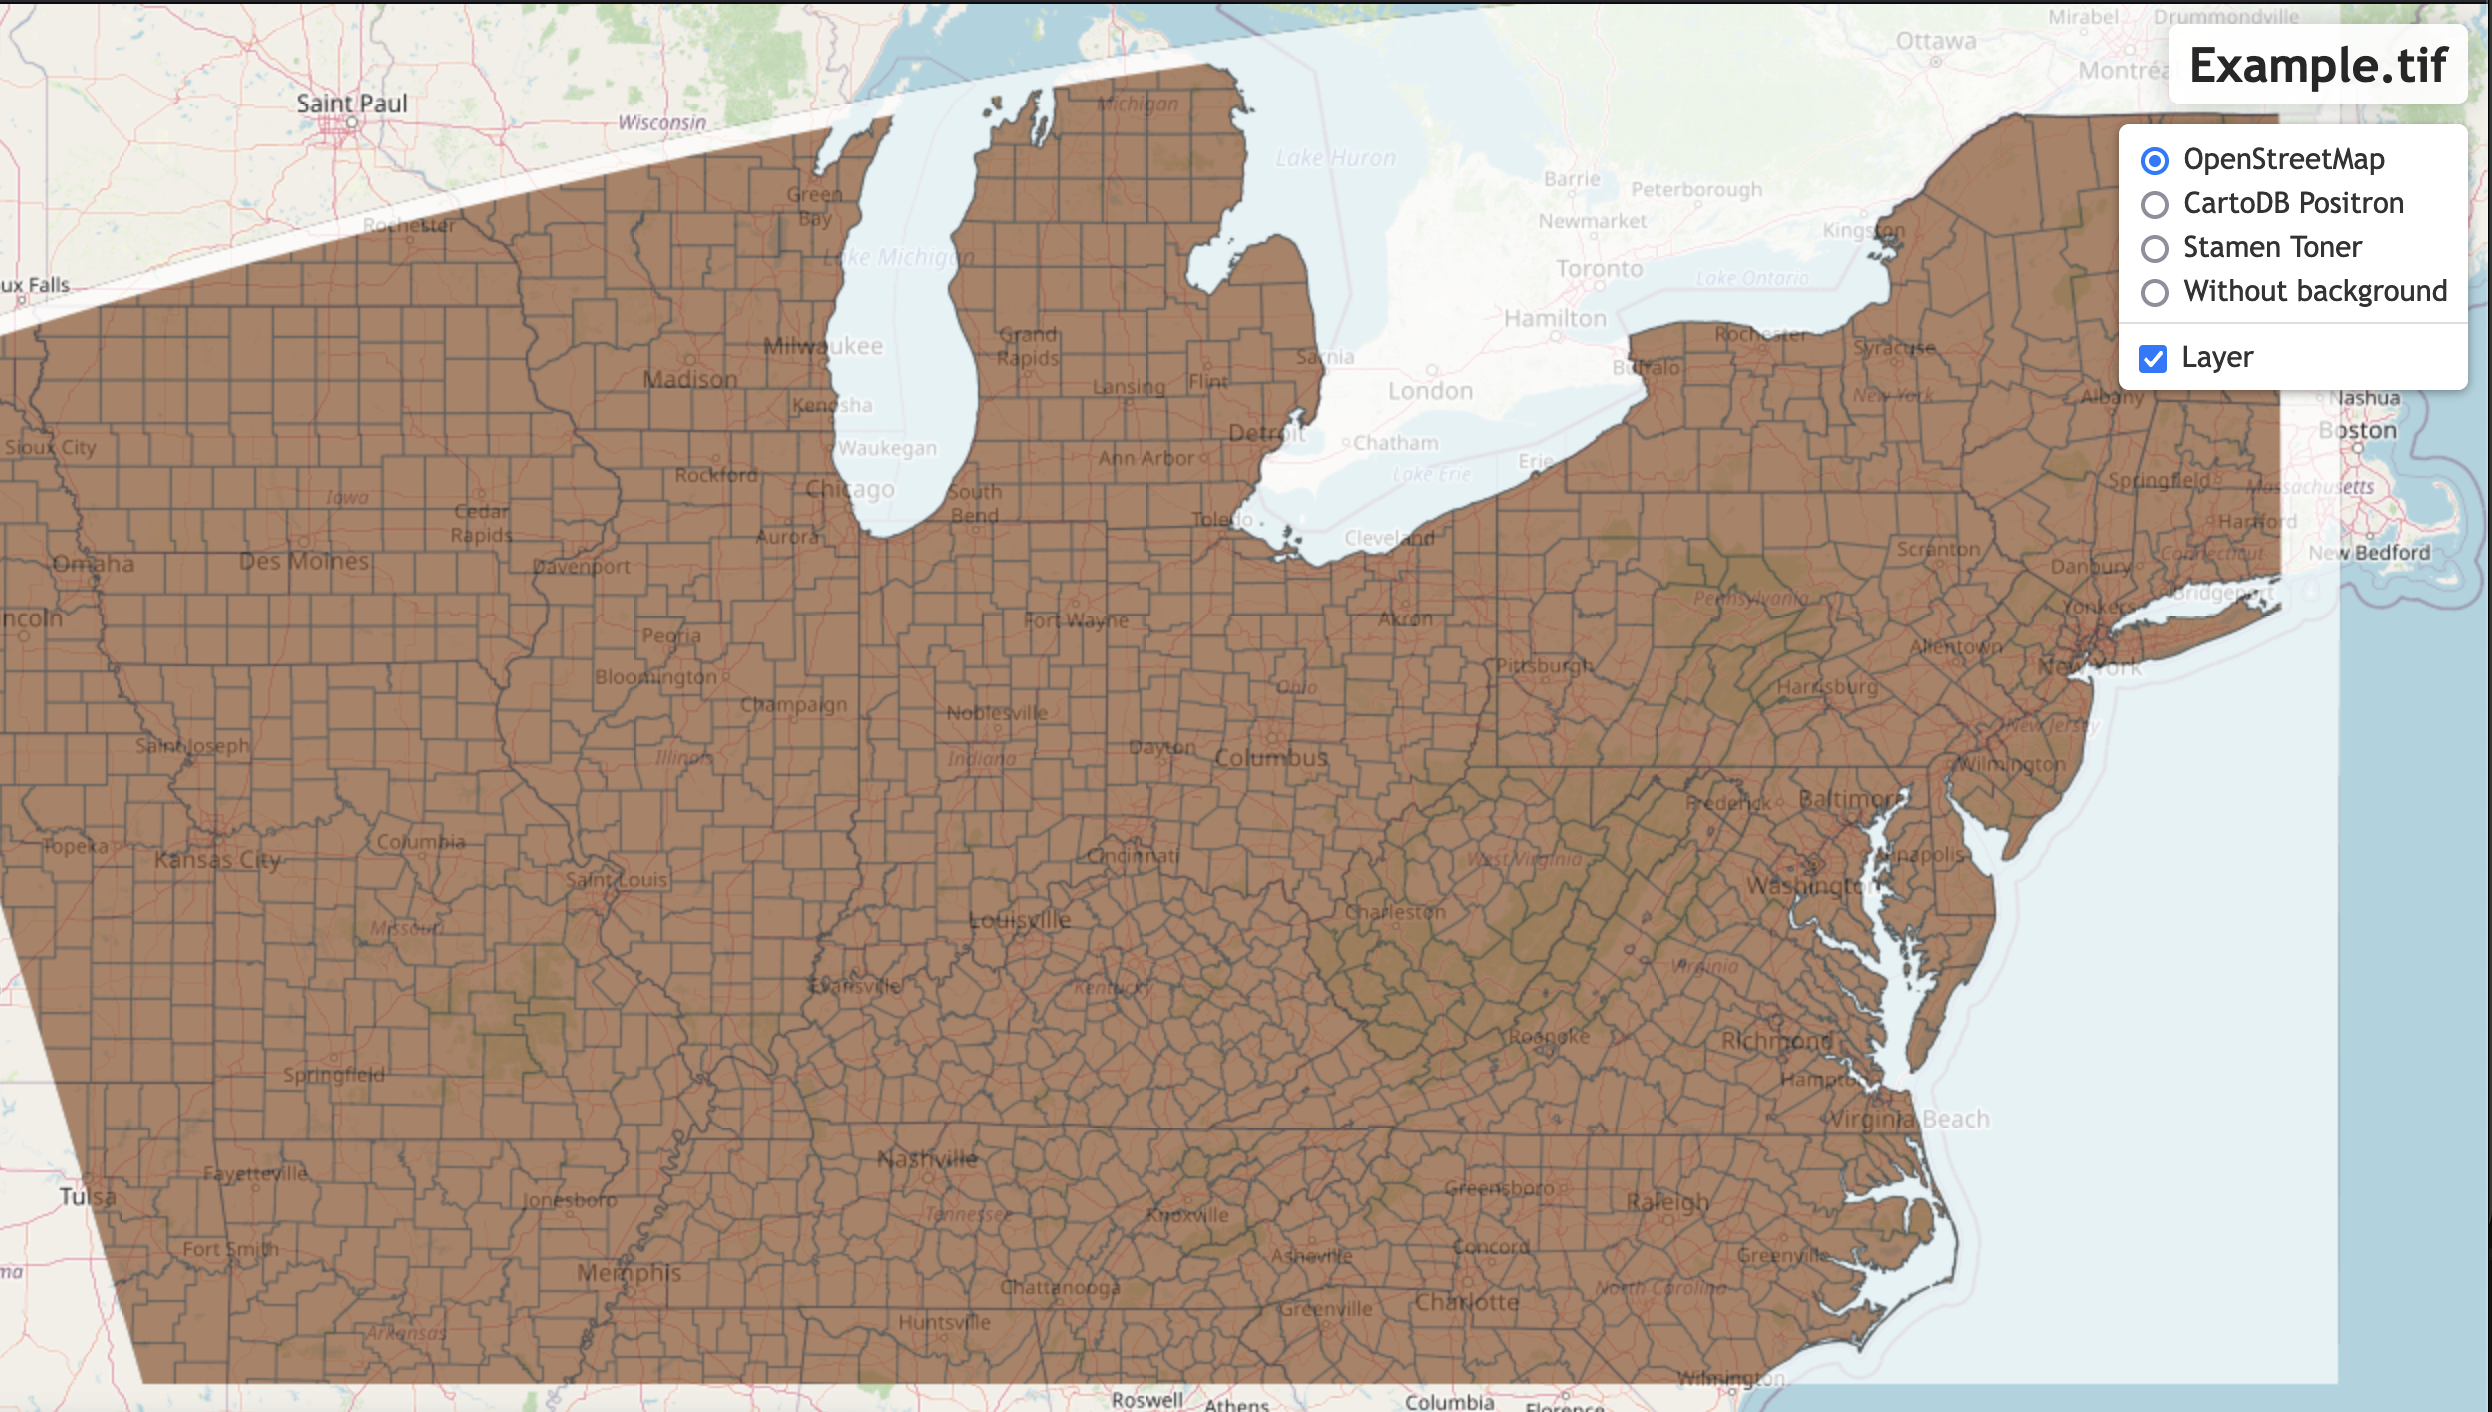 Mirabel
Drummondville
Ottawa
Montréa
Example.tif
OpenStreetMap
CartoDB Positron
Stamen Toner
Without background
Layer
Saint Paul
Wisconsin
Michigan
Lake Huron
Barrie
Peterborough
Newmarket
Kingston
Green
Bay
Rochester
Lake Michigan
Toronto
Lake Ontario
ux Falls
Hamilton
Grand
Rapids
Milwaukee
Madison
Sarnia
Rochester
Syracuse
Buffalo
Lansing
Flint
London
New York
Albany
Nashua
Boston
Kenosha
Waukegan
Detroit
Chatham
Sioux City
Rockford
Ann Arbor
Lake Erie
Erie
Springfield
Massachusetts
Chicago
South
Bend
Iowa
Cedar
Rapids
Toledo
Cleveland
Hartford
Aurora
Omaha
Des Moines
Davenport
Scranton
Danbury
Connecticut
New Bedford
Bridgeport
Yonkers
Pennsylvania
ncoln
Fort Wayne
Akron
Peoria
Bloomington
Allentown
Pittsburgh
New York
Ohio
Harrisburg
Champaign
Noblesville
New Jersey
Saint Joseph
Illinois
Indiana
Dayton
Columbus
Wilmington
Frederick
Baltimore
Topeka
Kansas City
Columbia
Cincinnati
West Virginia
Annapolis
Saint Louis
Washington
Missouri
Louisville
Charleston
Virginia
Evansville
Kentucky
Roanoke
Richmond
Springfield
Hampton
Virginia Beach
Nashville
Fayetteville
Tulsa
Jonesboro
Tennessee
Knoxville
Greensboro
Raleigh
Fort Smith
Memphis
Asheville
Concord
Greenville
ma
Chattanooga
North Carolina
Huntsville
Greenville
Charlotte
Arkansas
Wilmington
Roswell
Athens
Columbia
Florence